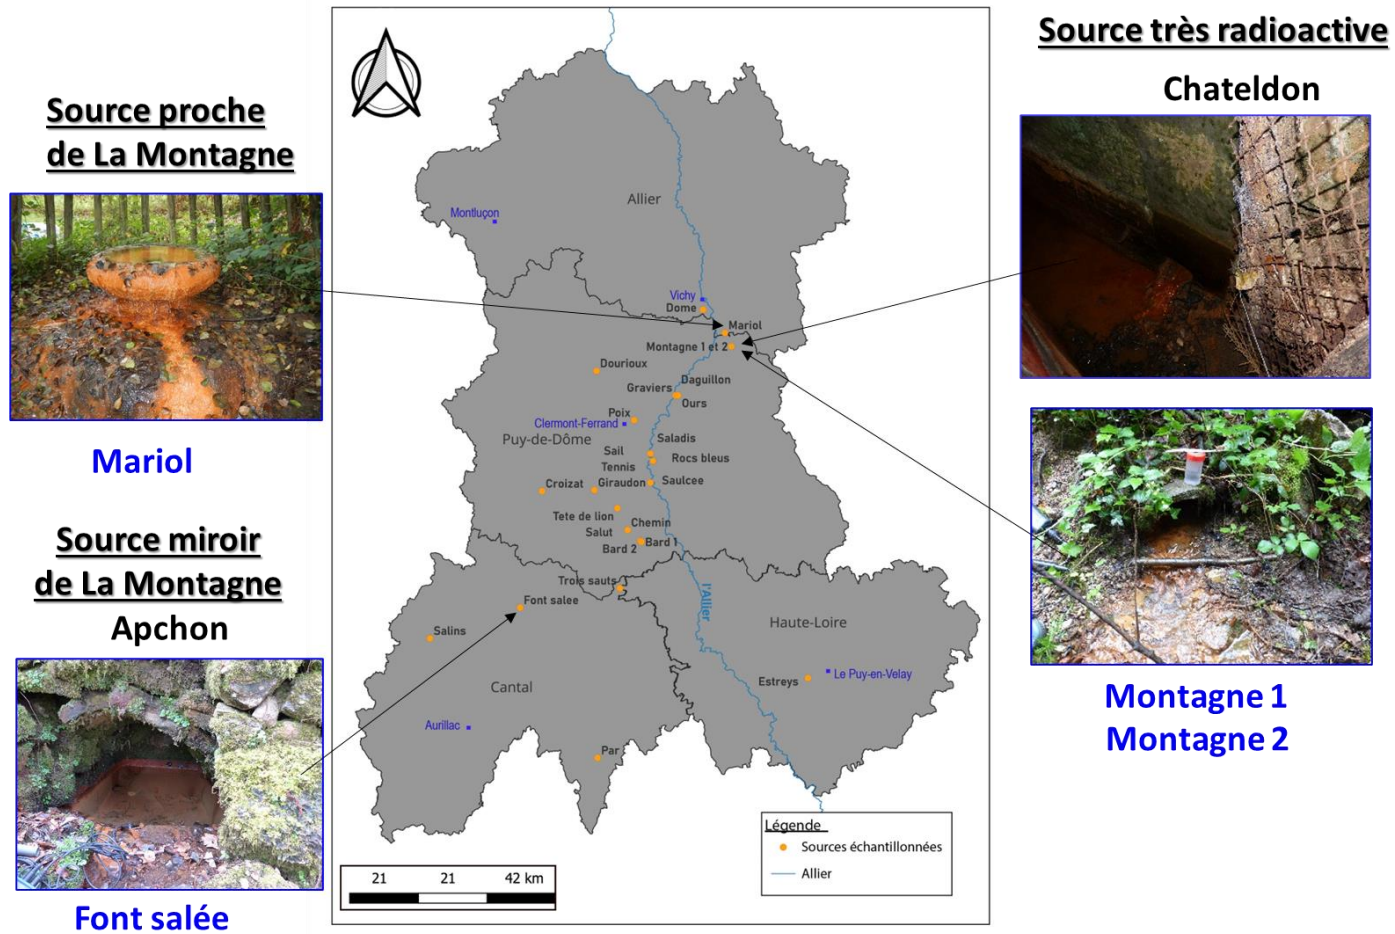 Source proche
de La Montagne
Mariol
Source miroir
de La Montagne
Apchon
Font salée
Allier
Montluçon
Vichy
Dome
Mariol
Montagne 1 et 2
Dourioux
Daguillon
Graviers
Ours
Poix
Clermont-Ferrand
Puy-de-Dôme
Saladis
Sail
Rocs bleus
Tennis
Croizat
Giraudon
Saulcee
Tete de lion
Chemin
Salut
Bard 1
Bard 2
Trois sauts
Font salee
l'Allier
Haute-Loire
Salins
Le Puy-en-Velay
Estreys
Cantal
Aurillac
Par
Légende
Sources échantillonnées
Allier
21 21 42 km
Source très radioactive
Chateldon
Montagne 1
Montagne 2